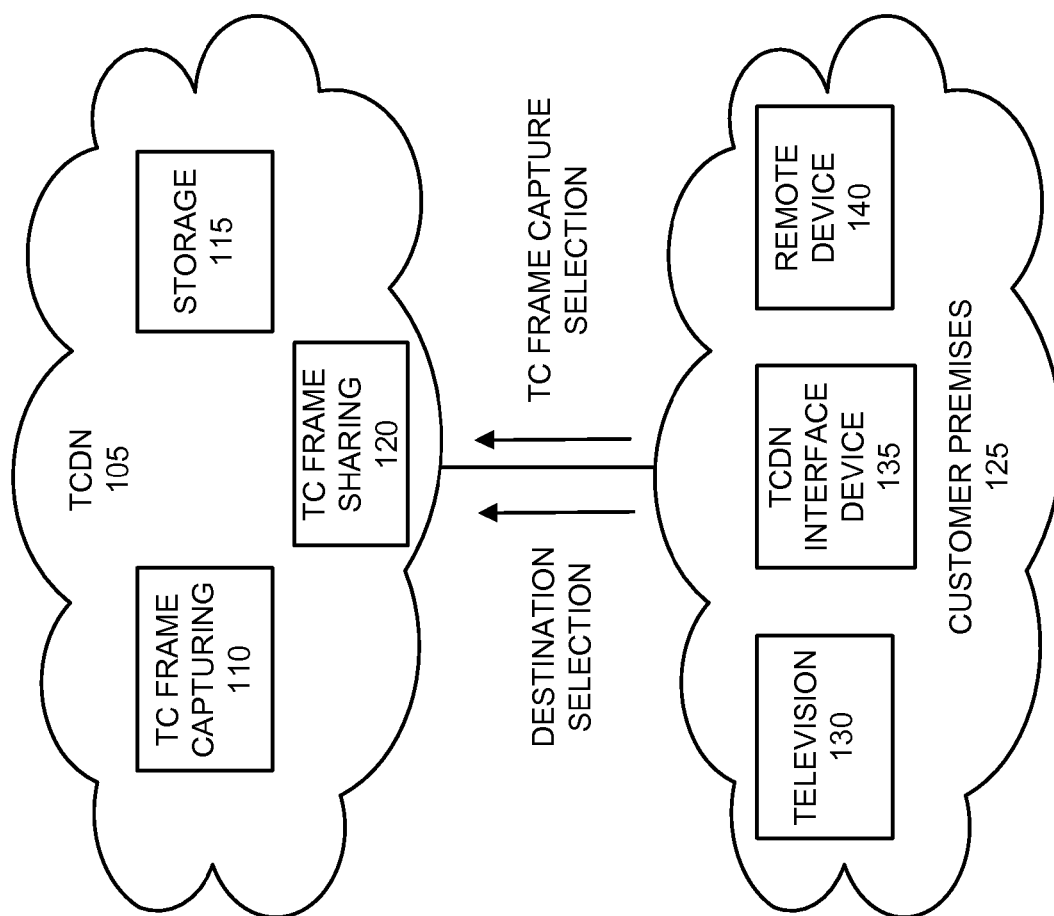 TCDN
105
TC FRAME
CAPTURING
110
STORAGE
115
TC FRAME
SHARING
120
DESTINATION
SELECTION
TC FRAME CAPTURE
SELECTION
TELEVISION
130
TCDN
INTERFACE
DEVICE
135
REMOTE
DEVICE
140
CUSTOMER PREMISES
125